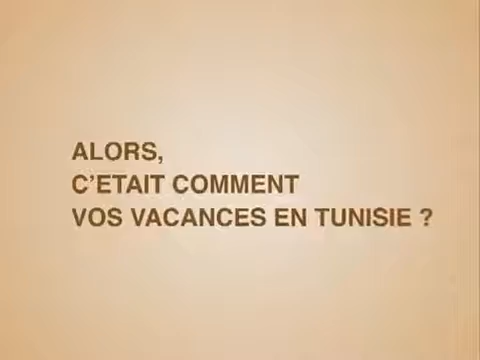 ALORS,
C’ETAIT COMMENT
VOS VACANCES EN TUNISIE ?